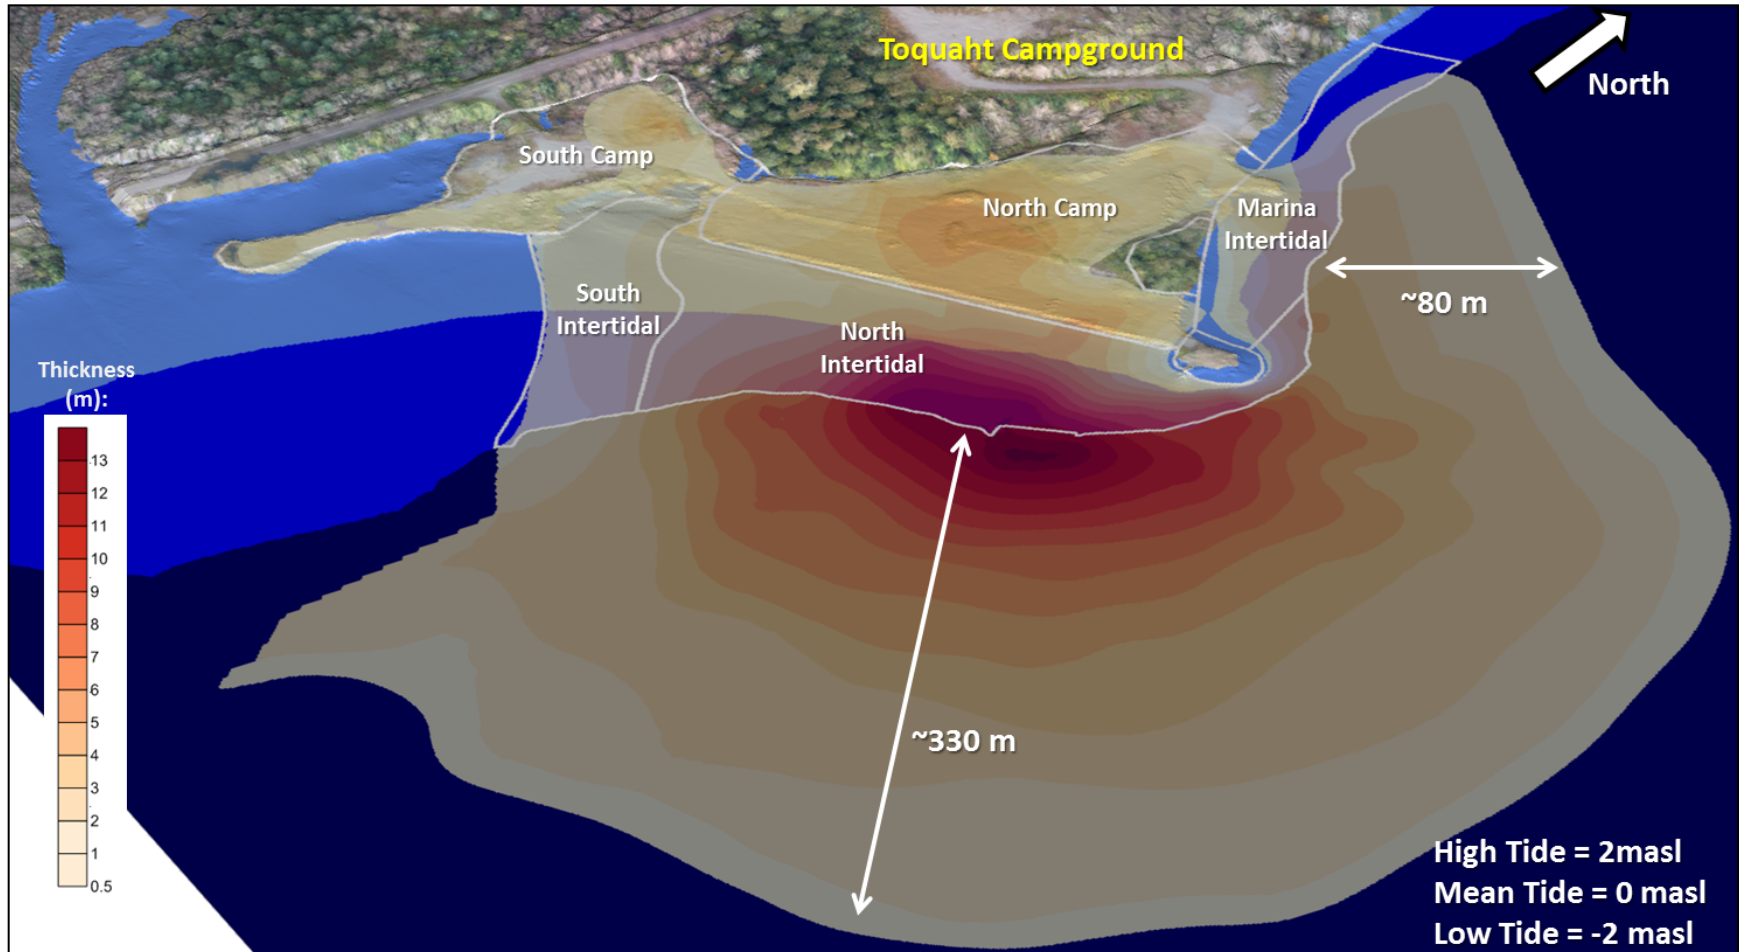 Toquaht Campground
North
South Camp
North Camp
Marina
Intertidal
South
Intertidal
North
Intertidal
~80 m
~330 m
Thickness
(m):
13
12
11
10
9
8
7
6
5
4
3
2
1
0.5
High Tide = 2masl
Mean Tide = 0 masl
Low Tide = -2 masl